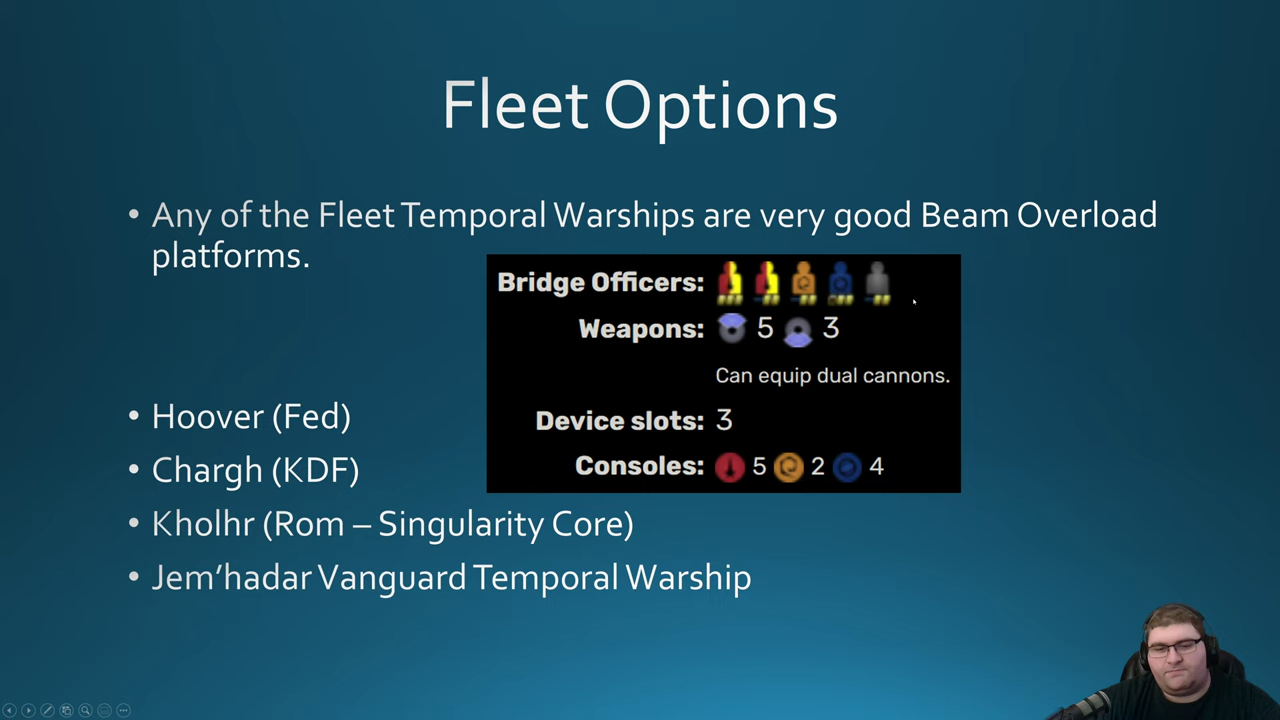 Fleet Options
• Any of the Fleet Temporal Warships are very good Beam Overload
platforms.
Bridge Officers:
Weapons: 5 3
Can equip dual cannons.
Device slots: 3
Consoles: 5 2 4
• Hoover (Fed)
• Chargh (KDF)
• Kholhr (Rom – Singularity Core)
• Jem’hadar Vanguard Temporal Warship